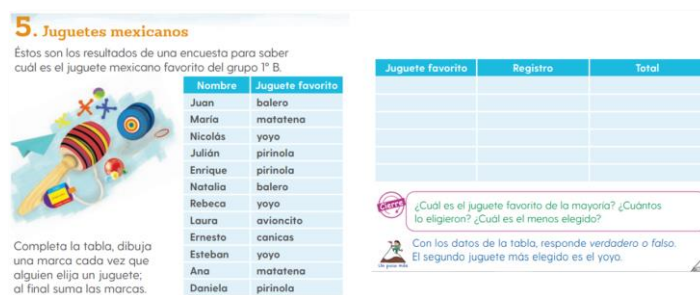 5. Juguetes mexicanos
Éstos son los resultados de una encuesta para saber
cuál es el juguete mexicano favorito del grupo 1° B.
Nombre Juguete favorito
Juan balero
María matatena
Nicolás yoyo
Julián pirinola
Enrique pirinola
Natalia balero
Rebeca yoyo
Laura avioncito
Ernesto canicas
Esteban yoyo
Ana matatena
Daniela pirinola
Completa la tabla, dibuja
una marca cada vez que
alguien elija un juguete;
al final suma las marcas.
Juguete favorito Registro Total
Cierre
¿Cuál es el juguete favorito de la mayoría? ¿Cuántos
lo eligieron? ¿Cuál es el menos elegido?
Un paso más
Con los datos de la tabla, responde verdadero o falso.
El segundo juguete más elegido es el yoyo.